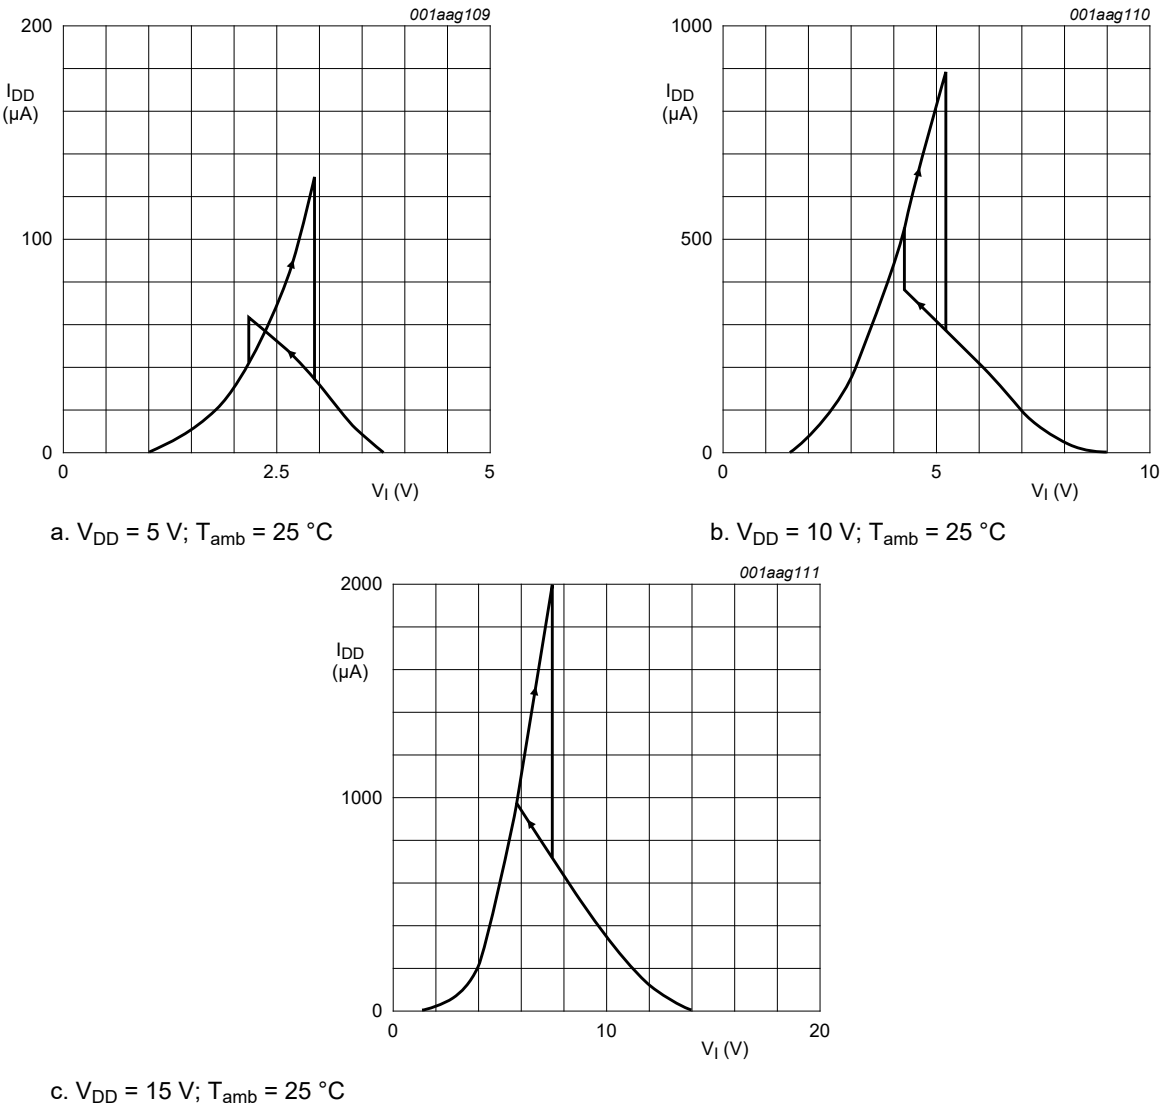 001aag109
200
I_DD
(µA)
100
0
0
2.5
5
V_I (V)
a. V_DD = 5 V; T_amb = 25 °C
001aag110
1000
I_DD
(µA)
500
0
0
5
10
V_I (V)
b. V_DD = 10 V; T_amb = 25 °C
001aag111
2000
I_DD
(µA)
1000
0
0
10
20
V_I (V)
c. V_DD = 15 V; T_amb = 25 °C